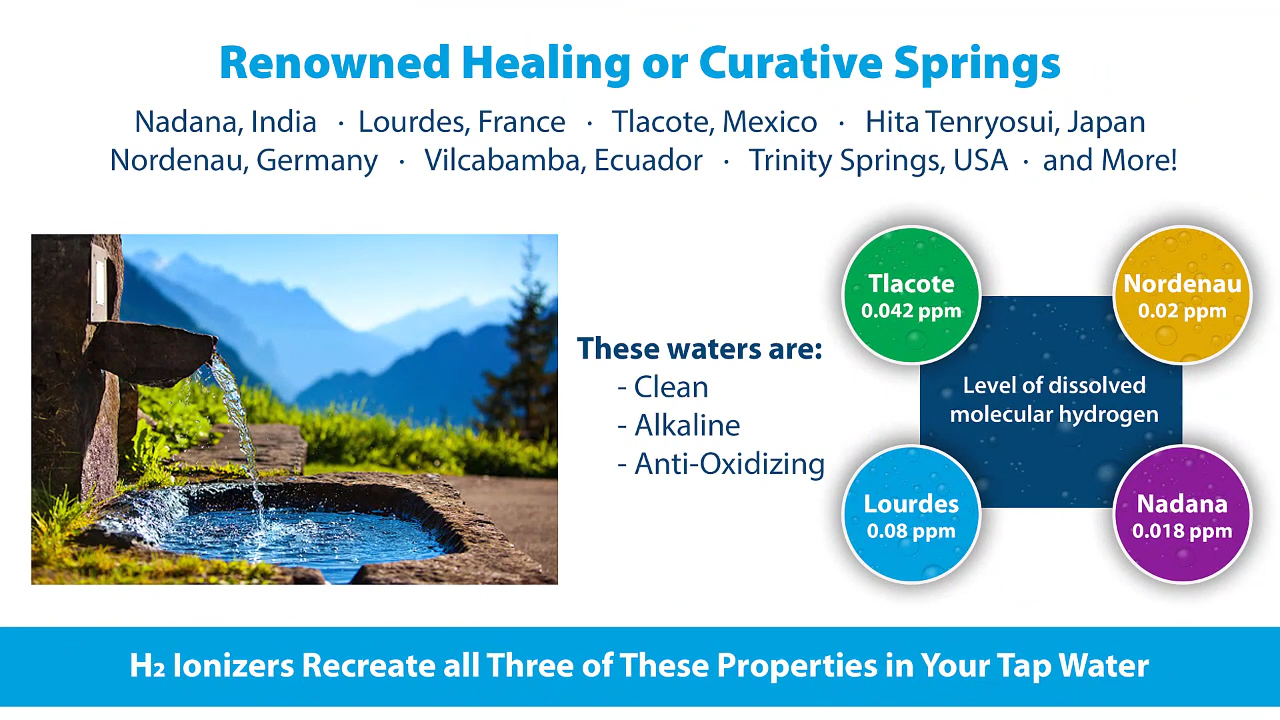 Renowned Healing or Curative Springs
Nadana, India · Lourdes, France · Tlacote, Mexico · Hita Tenryosui, Japan
Nordenau, Germany · Vilcabamba, Ecuador · Trinity Springs, USA · and More!
These waters are:
- Clean
- Alkaline
- Anti-Oxidizing
Tlacote
0.042 ppm
Nordenau
0.02 ppm
Level of dissolved
molecular hydrogen
Lourdes
0.08 ppm
Nadana
0.018 ppm
H₂ Ionizers Recreate all Three of These Properties in Your Tap Water